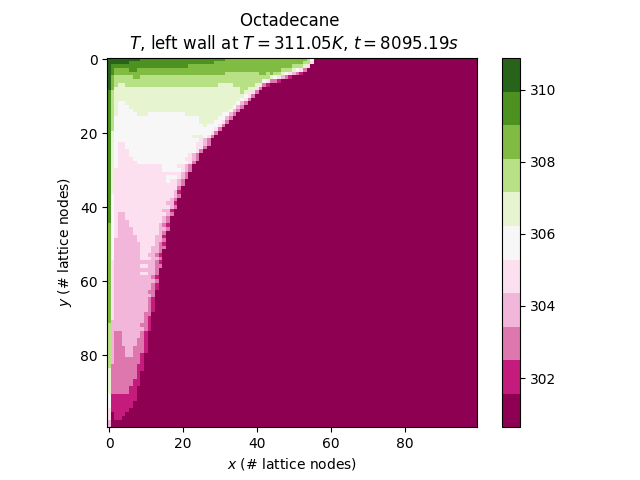 Octadecane
T, left wall at T = 311.05K, t = 8095.19s
0
20
40
60
80
y (# lattice nodes)
0 20 40 60 80
x (# lattice nodes)
310
308
306
304
302